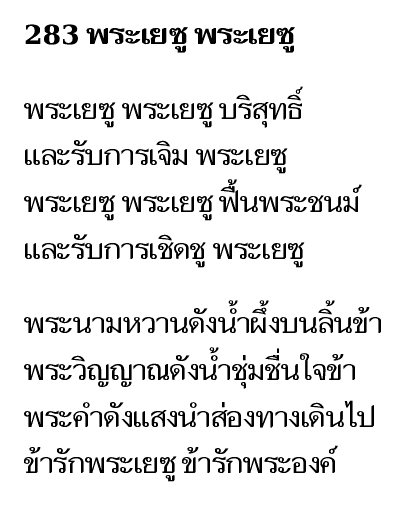 283 พระเยซู พระเยซู
พระเยซู พระเยซู บริสุทธิ์
และรับการเจิม พระเยซู
พระเยซู พระเยซู ฟื้นพระชนม์
และรับการเชิดชู พระเยซู
พระนามหวานดังน้ำผึ้งบนลิ้นข้า
พระวิญญาณดังน้ำชุ่มชื่นใจข้า
พระคำดังแสงนำส่องทางเดินไป
ข้ารักพระเยซู ข้ารักพระองค์